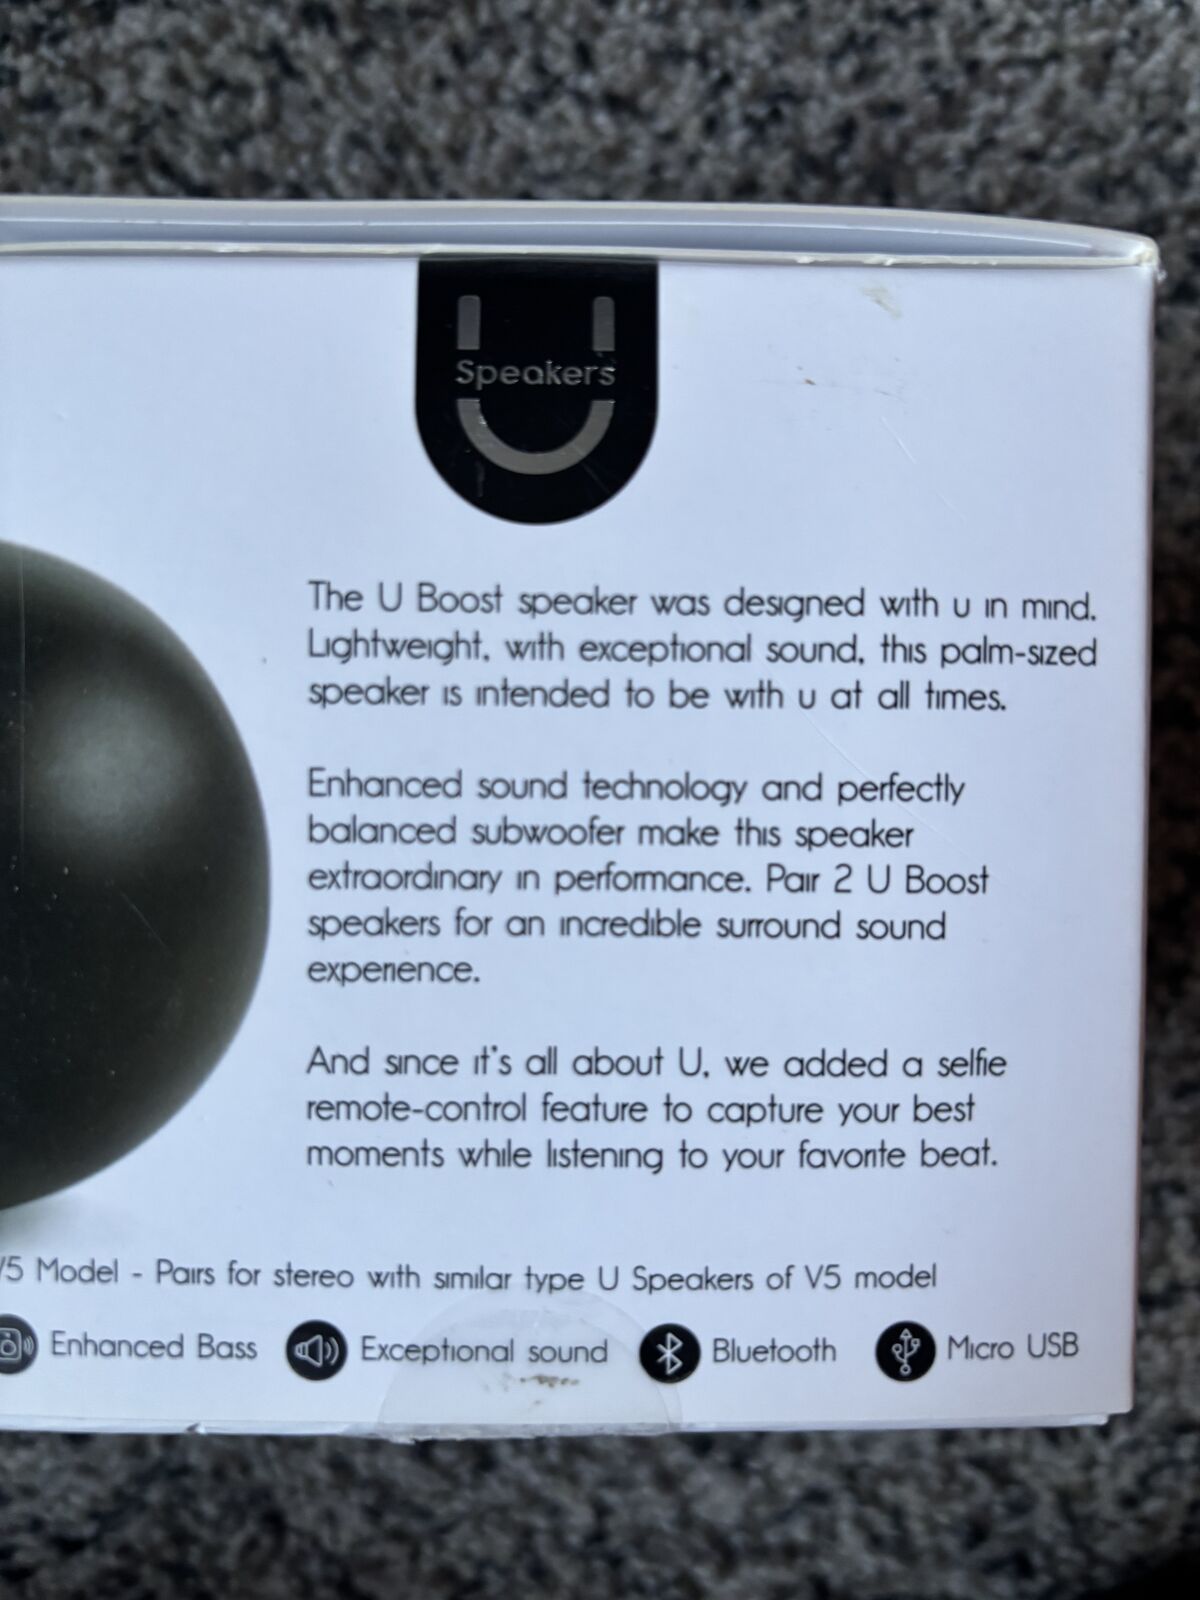 Speakers
The U Boost speaker was designed with u in mind.
Lightweight, with exceptional sound, this palm-sized
speaker is intended to be with u at all times.
Enhanced sound technology and perfectly
balanced subwoofer make this speaker
extraordinary in performance. Pair 2 U Boost
speakers for an incredible surround sound
experience.
And since it's all about U, we added a selfie
remote-control feature to capture your best
moments while listening to your favorite beat.
V5 Model - Pairs for stereo with similar type U Speakers of V5 model
Enhanced Bass Exceptional sound Bluetooth Micro USB